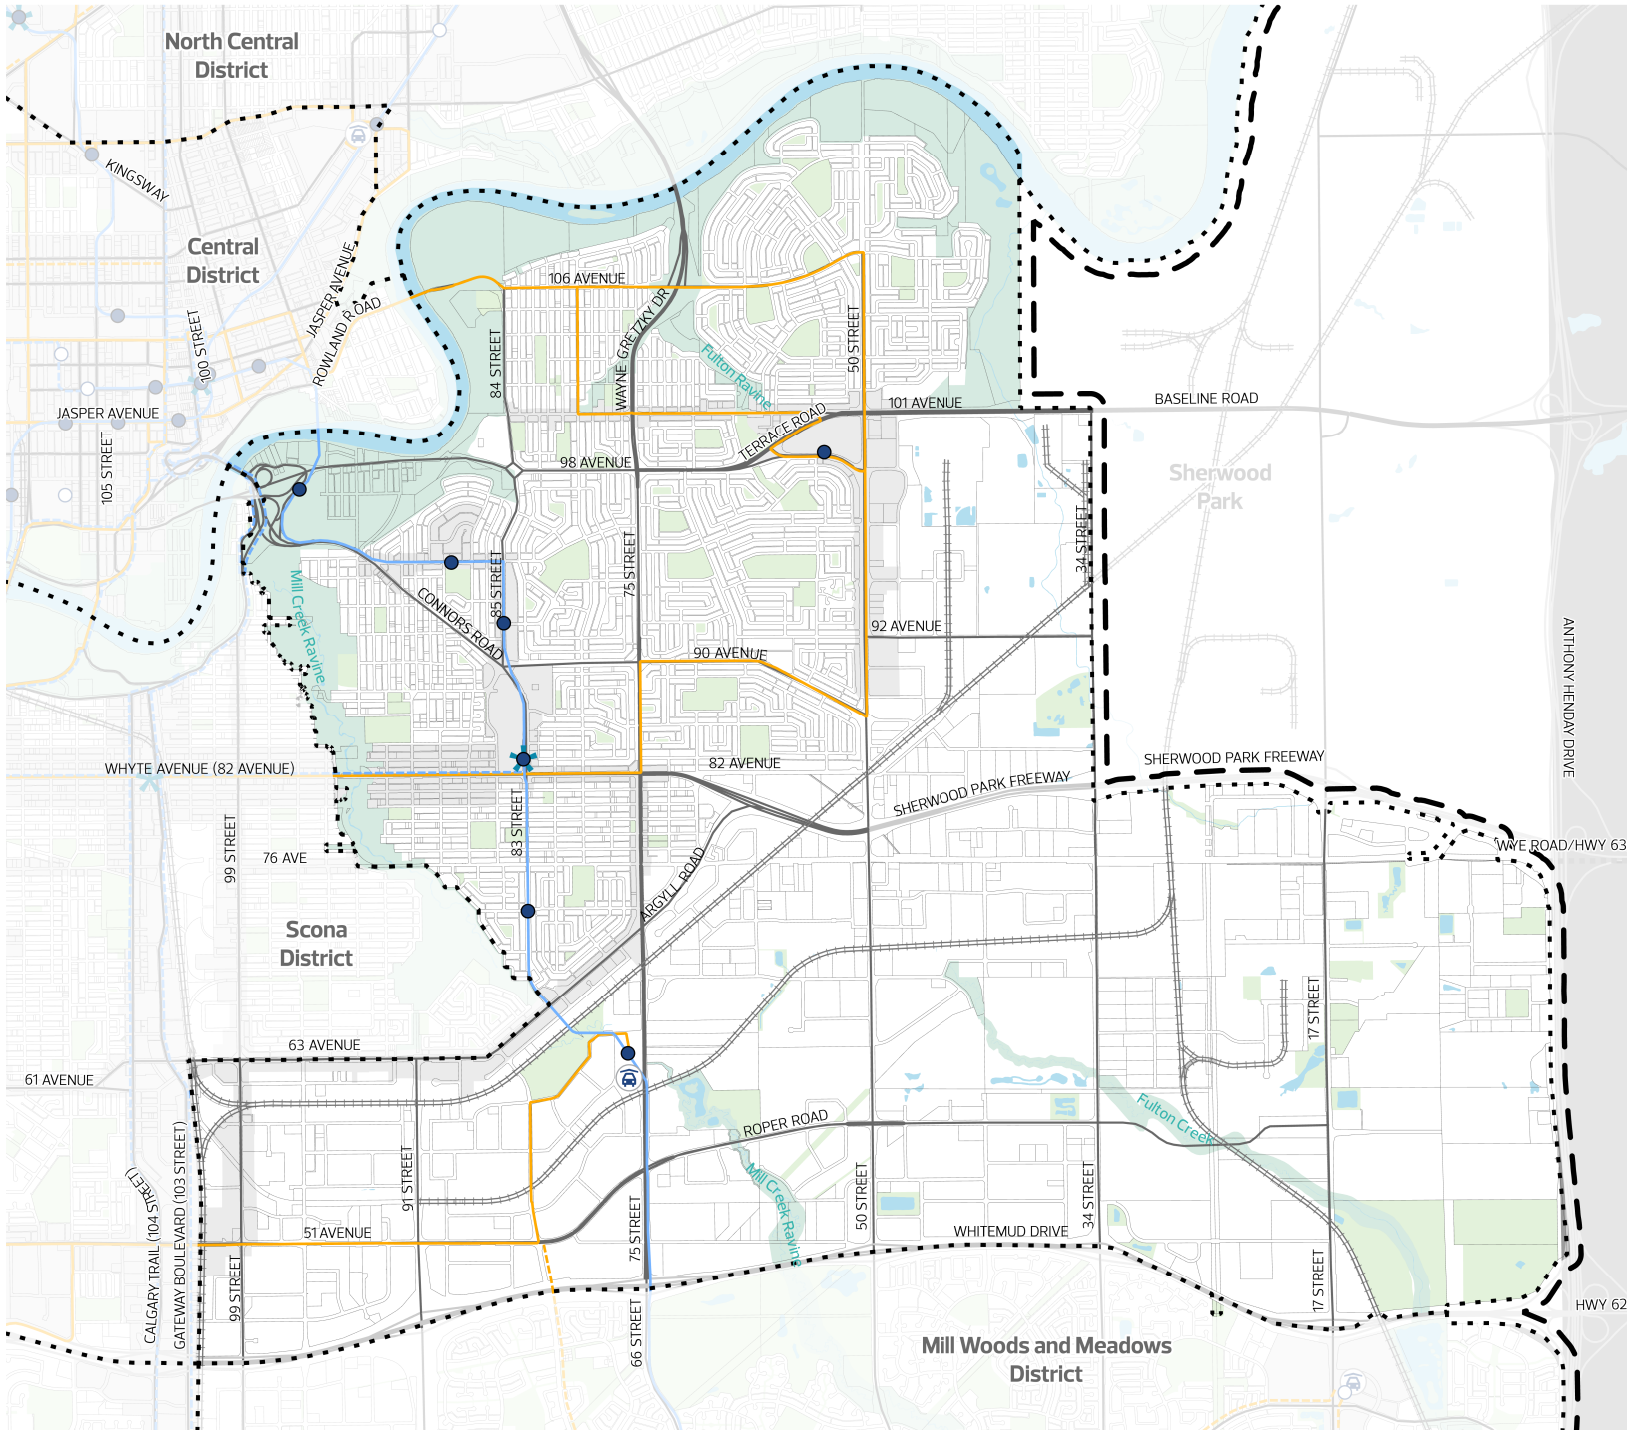 North Central
District
KINGSWAY
Central
District
JASPER AVENUE
ROWLAND ROAD
100 STREET
106 AVENUE
WAYNE GRETZKY DR
84 STREET
50 STREET
Fulton Ravine
JASPER AVENUE
105 STREET
101 AVENUE
BASELINE ROAD
TERRACE ROAD
98 AVENUE
Sherwood
Park
34 STREET
75 STREET
85 STREET
CONNORS ROAD
Mill Creek Ravine
92 AVENUE
90 AVENUE
ANTHONY HENDAY DRIVE
WHYTE AVENUE (82 AVENUE)
82 AVENUE
SHERWOOD PARK FREEWAY
SHERWOOD PARK FREEWAY
83 STREET
99 STREET
76 AVE
WYE ROAD/HWY 63
ARGYLL ROAD
Scona
District
17 STREET
63 AVENUE
61 AVENUE
Fulton Creek
ROPER ROAD
CALGARY TRAIL (104 STREET)
GATEWAY BOULEVARD (103 STREET)
91 STREET
Mill Creek Ravine
50 STREET
34 STREET
75 STREET
51 AVENUE
WHITEMUD DRIVE
99 STREET
17 STREET
HWY 62
66 STREET
Mill Woods and Meadows
District